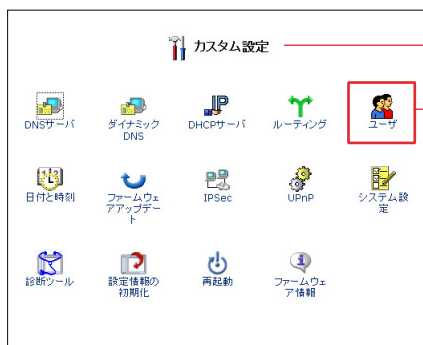 カスタム設定
DNSサーバ
ダイナミック
DNS
DHCPサーバ
ルーティング
ユーザ
日付と時刻
ファームウェ
アアップデー
ト
IPSec
UPnP
システム設
定
診断ツール
設定情報の
初期化
再起動
ファームウェ
ア情報